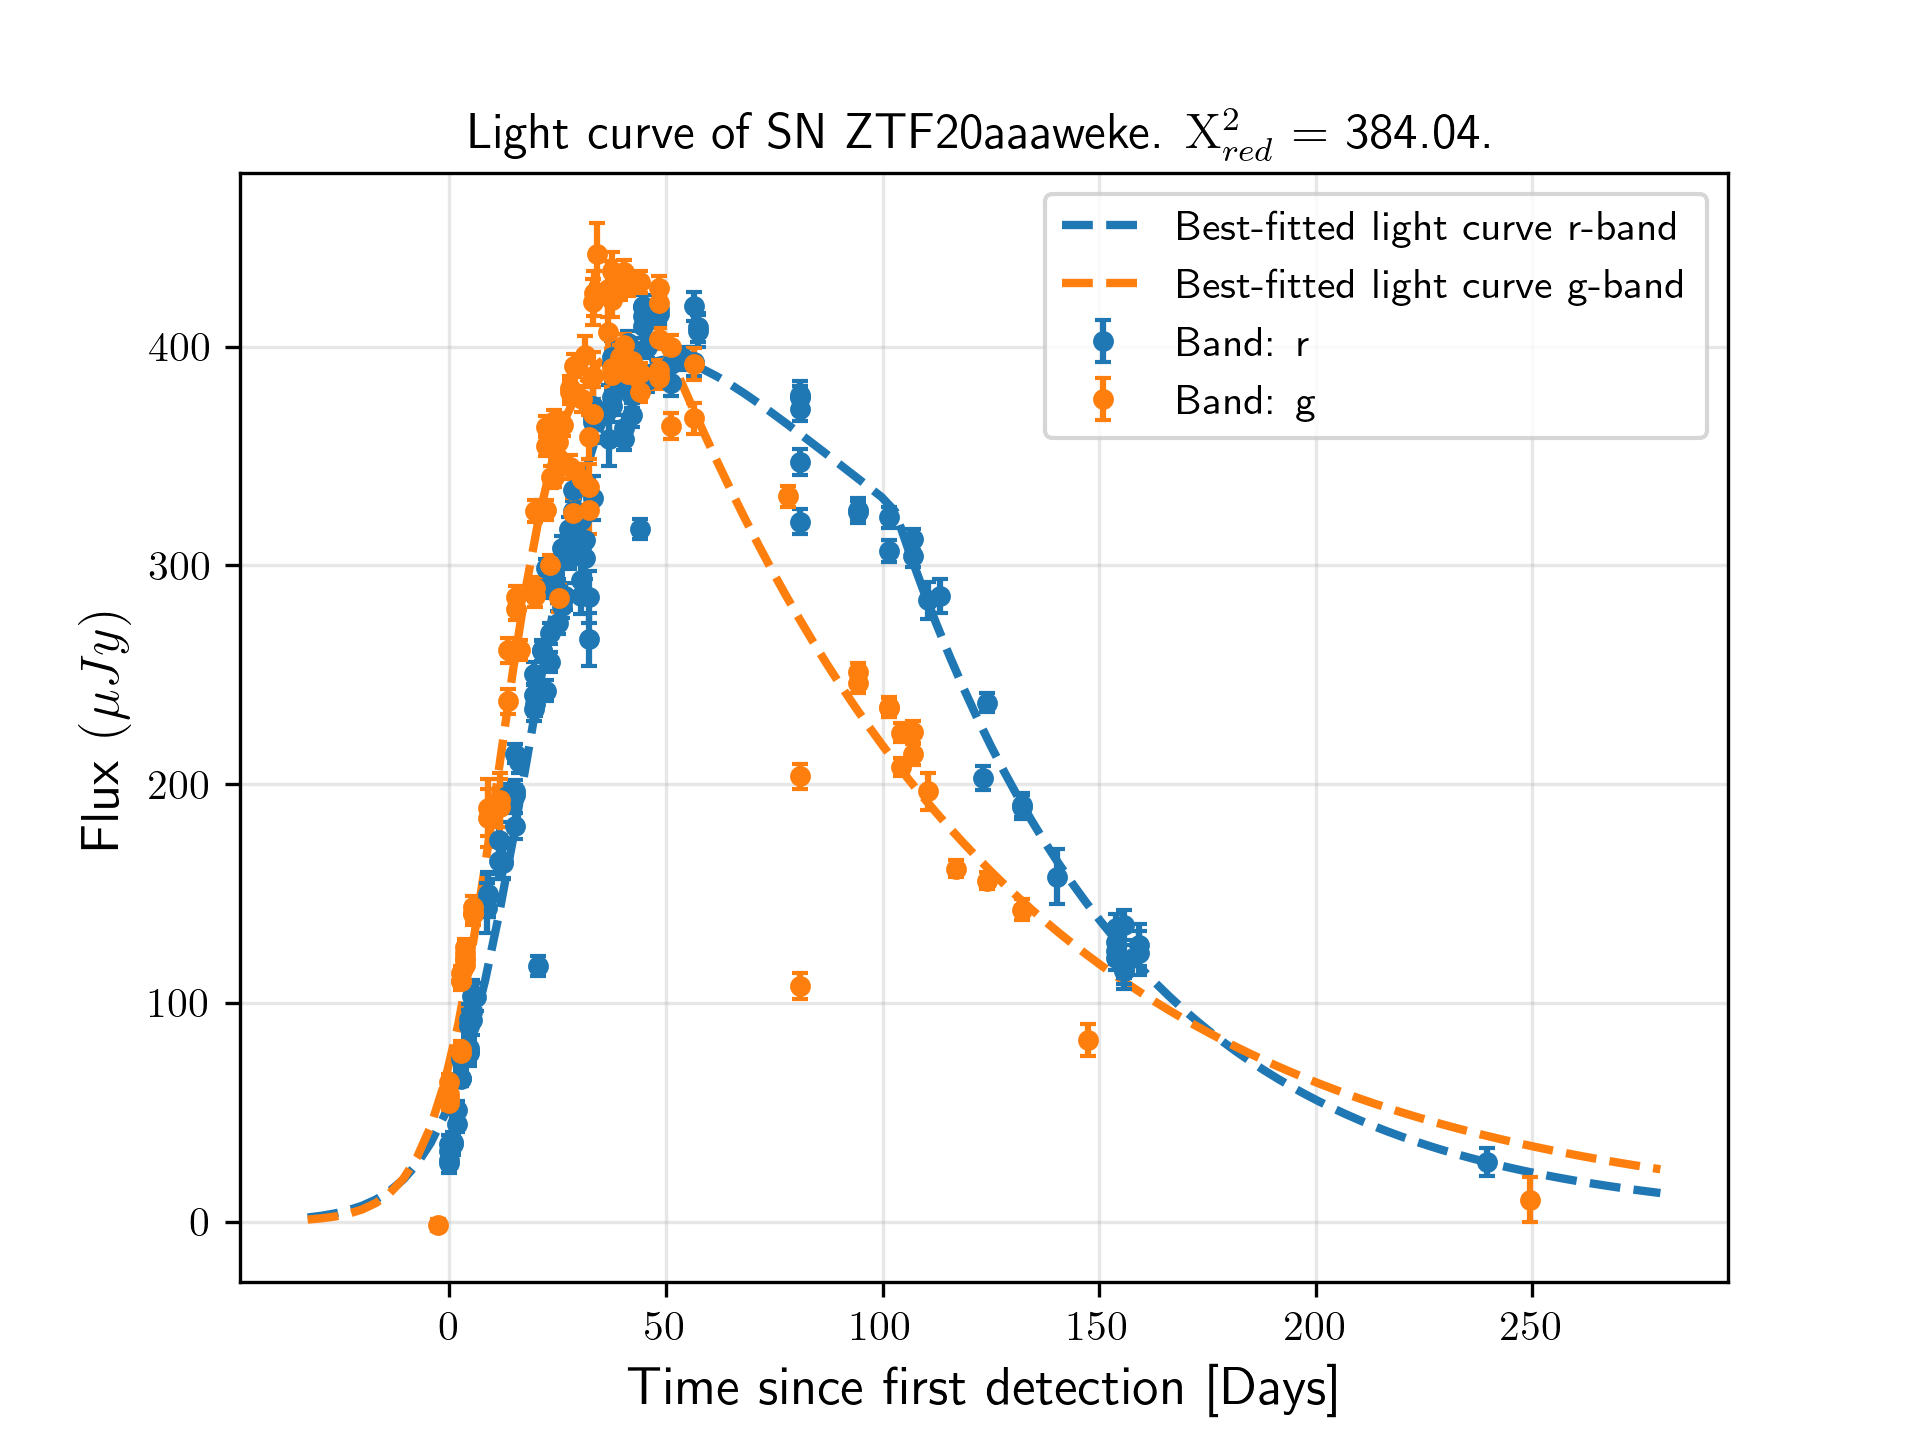 Light curve of SN ZTF20aaaweke. X²_red = 384.04.
Best-fitted light curve r-band
Best-fitted light curve g-band
Band: r
Band: g
Flux (μJy)
400
300
200
100
0
0 50 100 150 200 250
Time since first detection [Days]